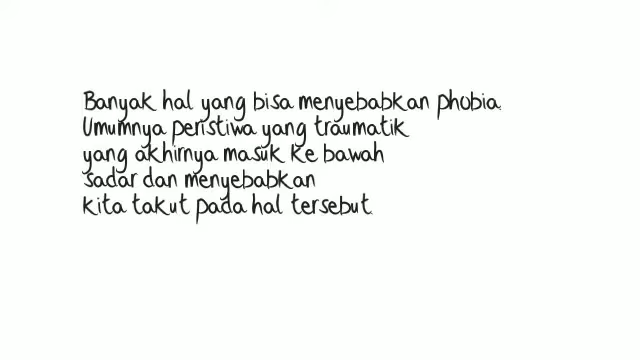 Banyak hal yang bisa menyebabkan phobia.
Umumnya peristiwa yang traumatik
yang akhirnya masuk ke bawah
sadar dan menyebabkan
kita takut pada hal tersebut.